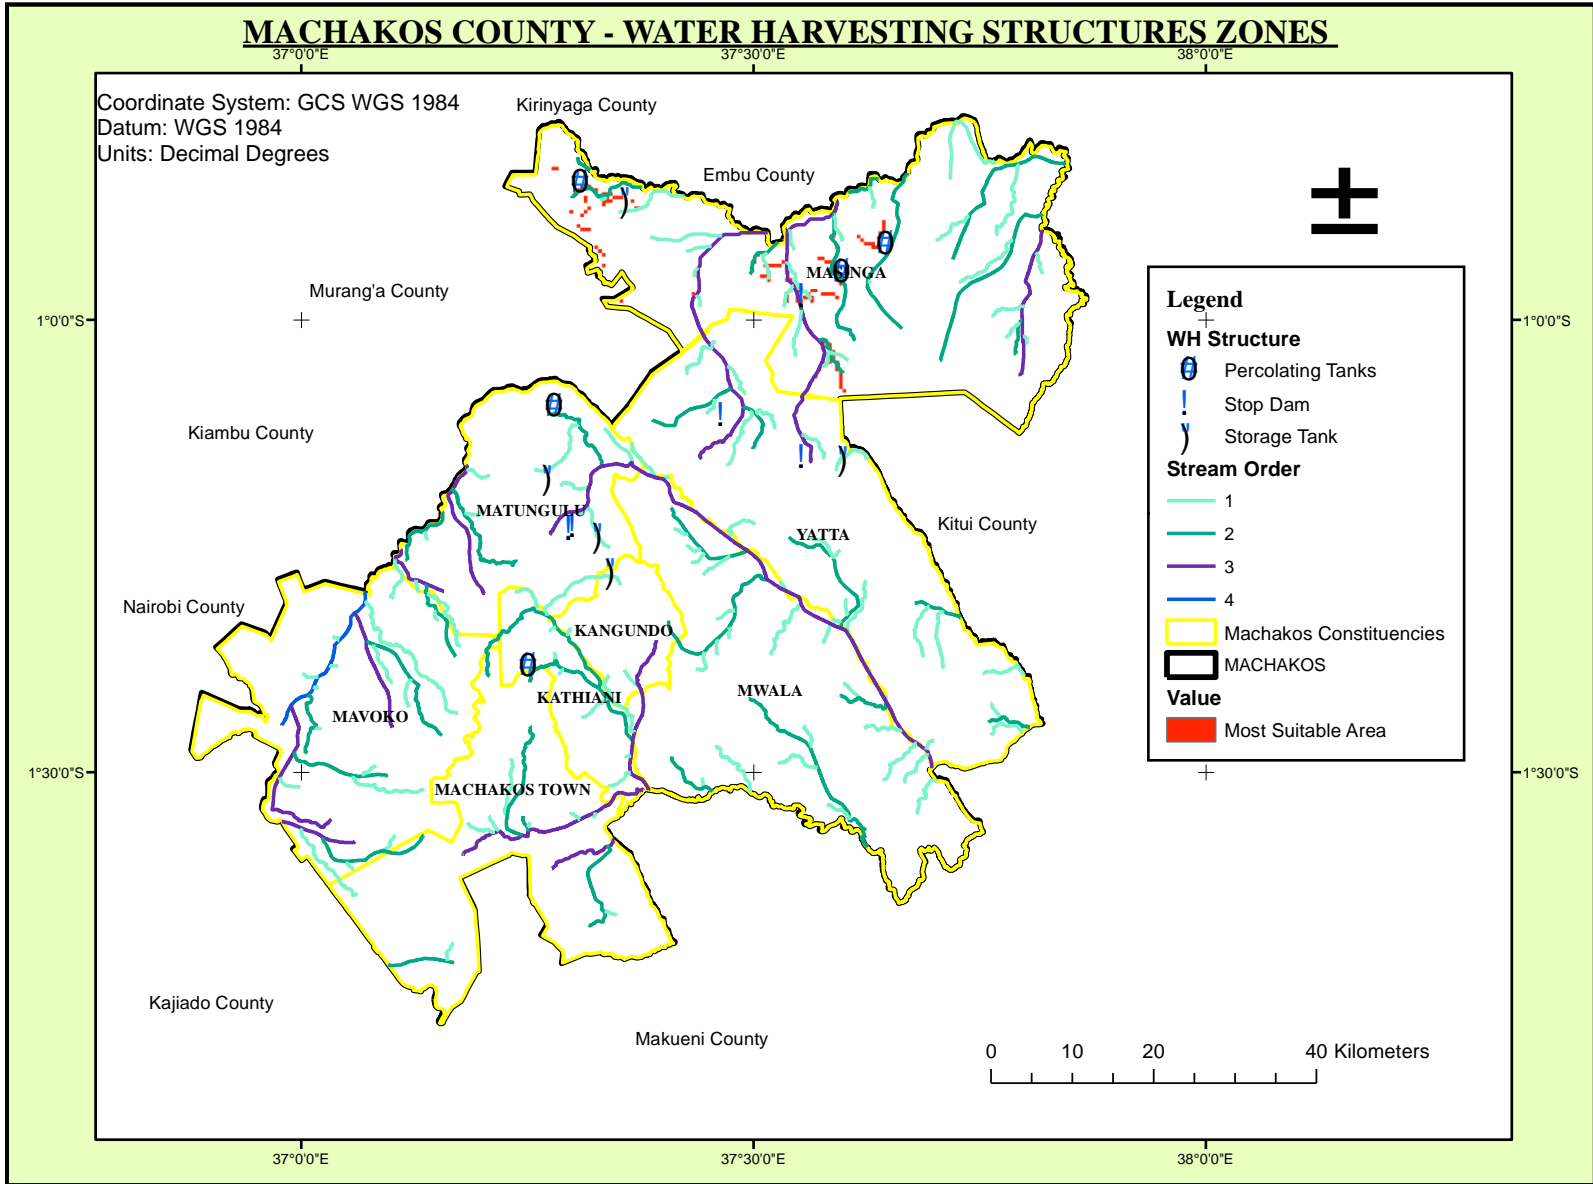 MACHAKOS COUNTY - WATER HARVESTING STRUCTURES ZONES
37°0'0"E 37°30'0"E 38°0'0"E
Coordinate System: GCS WGS 1984
Datum: WGS 1984
Units: Decimal Degrees
Kirinyaga County
Embu County
Murang'a County
MASINGA
1°0'0"S 1°0'0"S
Kiambu County
MATUNGULU
YATTA
Kitui County
Nairobi County
KANGUNDO
KATHIANI
MWALA
MAVOKO
1°30'0"S 1°30'0"S
MACHAKOS TOWN
Kajiado County
Makueni County
Legend
WH Structure
Percolating Tanks
Stop Dam
Storage Tank
Stream Order
1
2
3
4
Machakos Constituencies
MACHAKOS
Value
Most Suitable Area
0 10 20 40 Kilometers
37°0'0"E 37°30'0"E 38°0'0"E